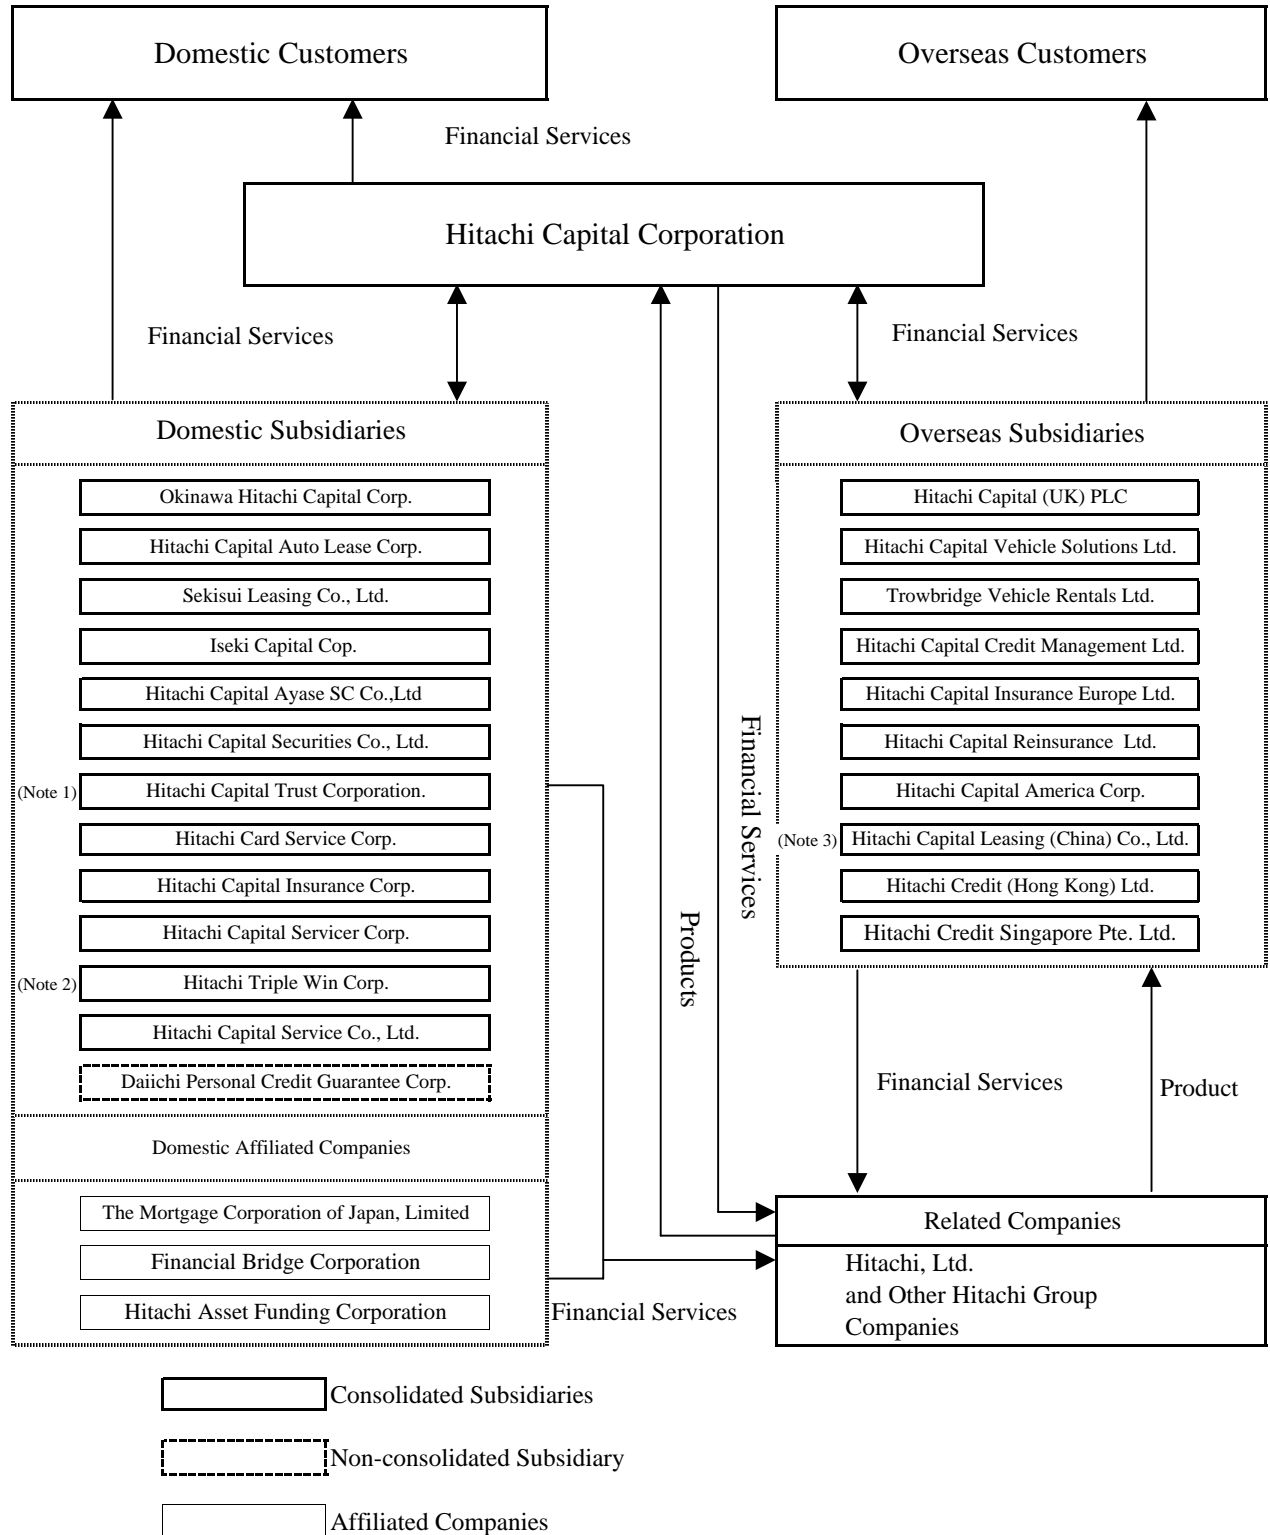 Domestic Customers
Overseas Customers
Financial Services
Hitachi Capital Corporation
Financial Services
Financial Services
Domestic Subsidiaries
Okinawa Hitachi Capital Corp.
Hitachi Capital Auto Lease Corp.
Sekisui Leasing Co., Ltd.
Iseki Capital Cop.
Hitachi Capital Ayase SC Co.,Ltd
Hitachi Capital Securities Co., Ltd.
(Note 1)
Hitachi Capital Trust Corporation.
Hitachi Card Service Corp.
Hitachi Capital Insurance Corp.
Hitachi Capital Servicer Corp.
(Note 2)
Hitachi Triple Win Corp.
Hitachi Capital Service Co., Ltd.
Daiichi Personal Credit Guarantee Corp.
Domestic Affiliated Companies
The Mortgage Corporation of Japan, Limited
Financial Bridge Corporation
Hitachi Asset Funding Corporation
Financial Services
Products
Financial Services
Overseas Subsidiaries
Hitachi Capital (UK) PLC
Hitachi Capital Vehicle Solutions Ltd.
Trowbridge Vehicle Rentals Ltd.
Hitachi Capital Credit Management Ltd.
Hitachi Capital Insurance Europe Ltd.
Hitachi Capital Reinsurance Ltd.
Hitachi Capital America Corp.
(Note 3)
Hitachi Capital Leasing (China) Co., Ltd.
Hitachi Credit (Hong Kong) Ltd.
Hitachi Credit Singapore Pte. Ltd.
Financial Services
Product
Related Companies
Hitachi, Ltd.
and Other Hitachi Group
Companies
Consolidated Subsidiaries
Non-consolidated Subsidiary
Affiliated Companies